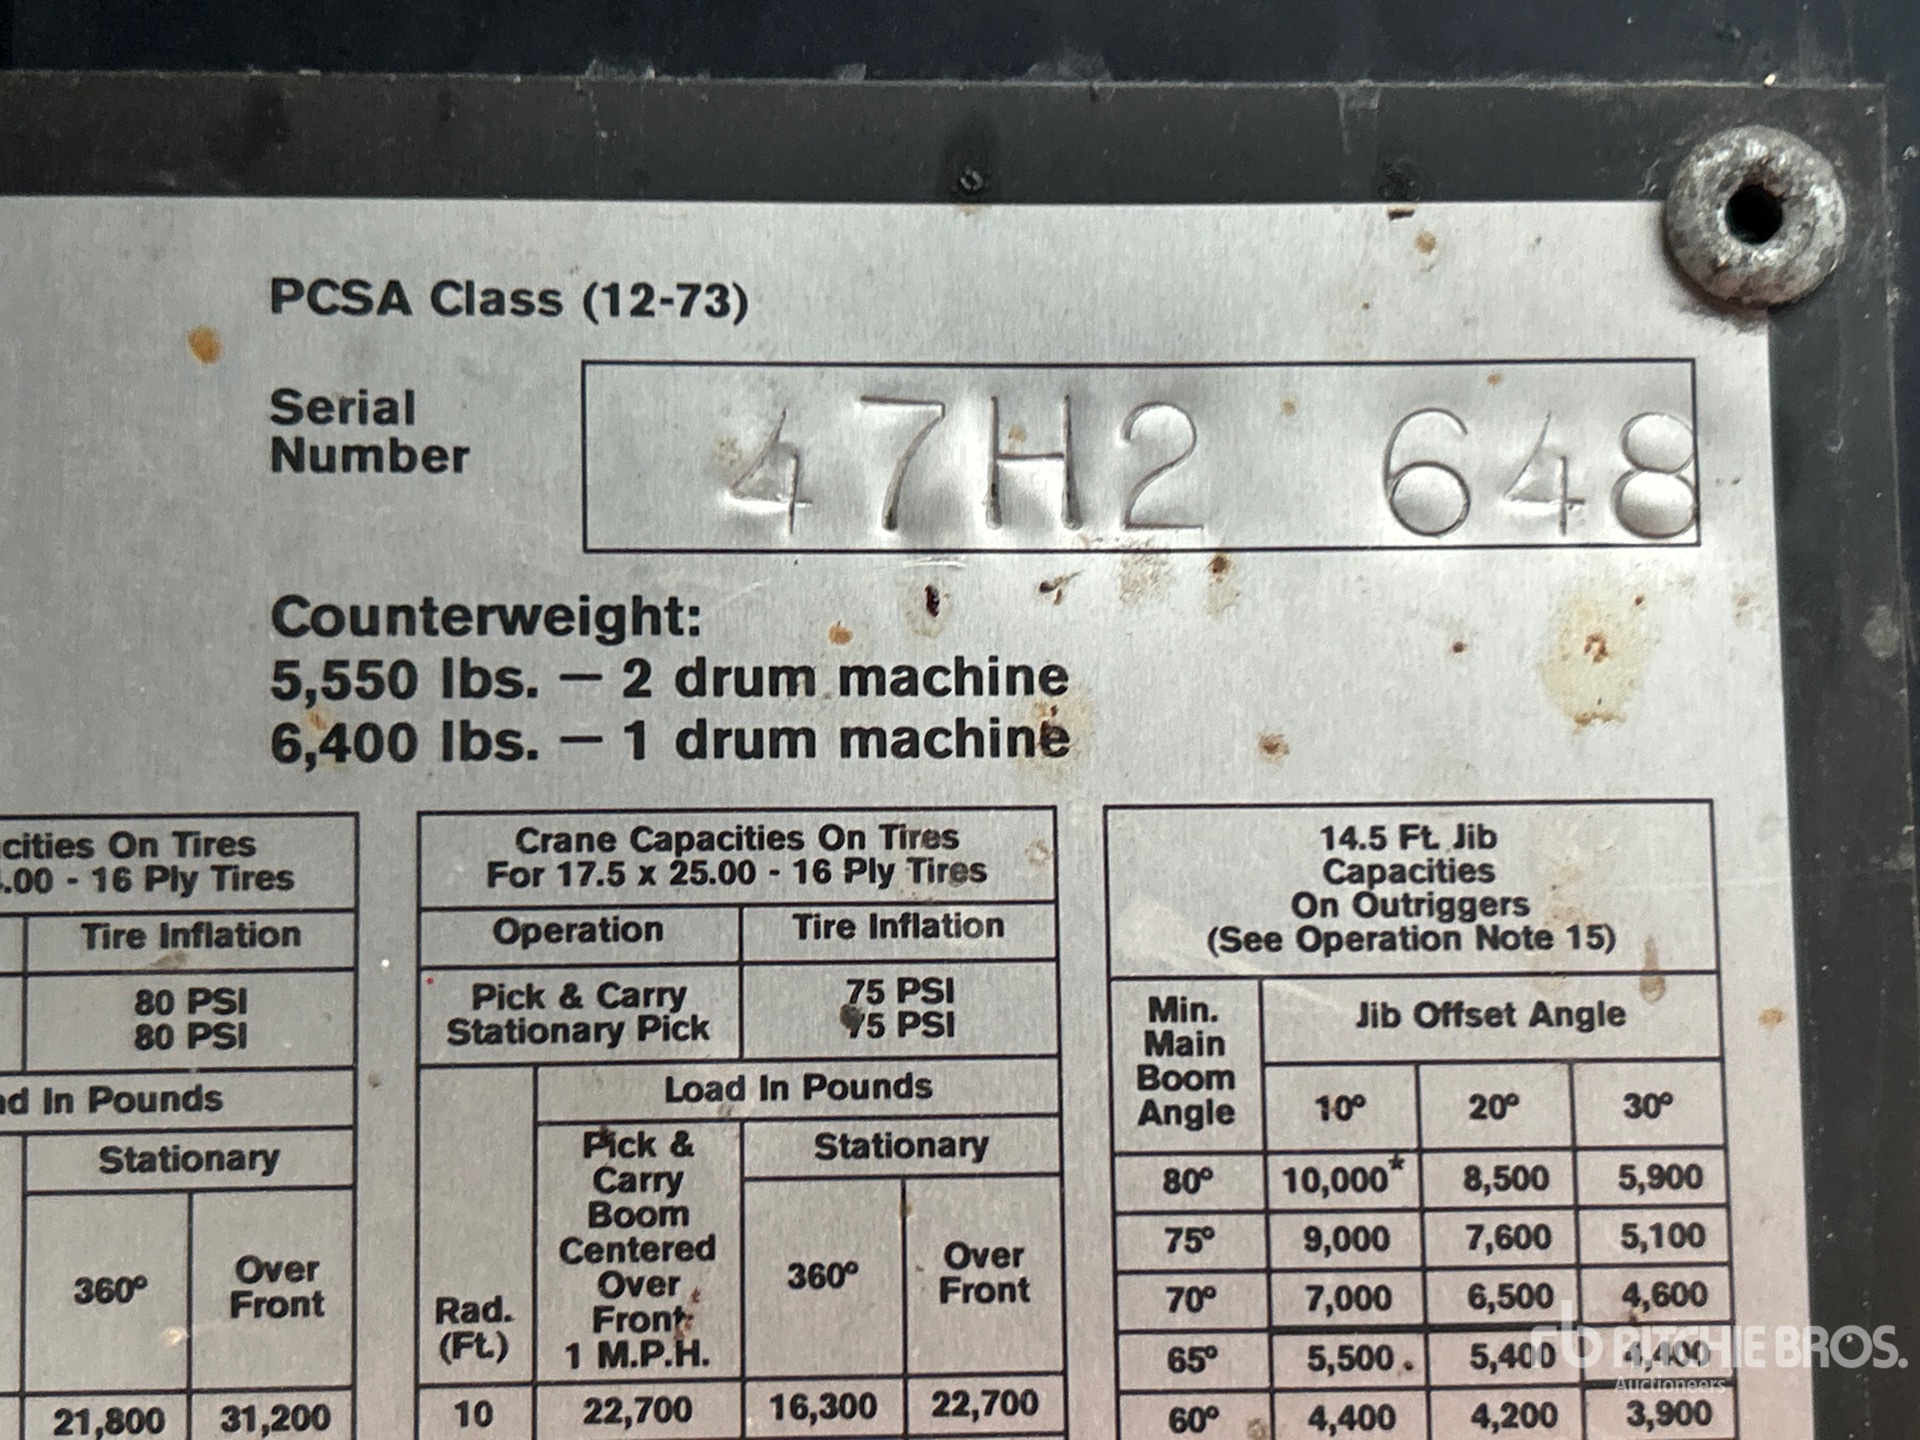 PCSA Class (12-73)
Serial
Number
47H2 648
Counterweight:
5,550 lbs. — 2 drum machine
6,400 lbs. — 1 drum machine
cities On Tires
.00 - 16 Ply Tires
Tire Inflation
80 PSI
80 PSI
d In Pounds
Stationary
360°
Over
Front
21,800 31,200
Crane Capacities On Tires
For 17.5 x 25.00 - 16 Ply Tires
Operation Tire Inflation
Pick & Carry 75 PSI
Stationary Pick 75 PSI
Load In Pounds
Rad.
(Ft.)
Pick &
Carry
Boom
Centered
Over
Front
1 M.P.H.
Stationary
360°
Over
Front
10 22,700 16,300 22,700
14.5 Ft. Jib
Capacities
On Outriggers
(See Operation Note 15)
Min.
Main
Boom
Angle
Jib Offset Angle
10° 20° 30°
80° 10,000* 8,500 5,900
75° 9,000 7,600 5,100
70° 7,000 6,500 4,600
65° 5,500 5,400 4,400
60° 4,400 4,200 3,900
rb RITCHIE BROS.
Auctioneers